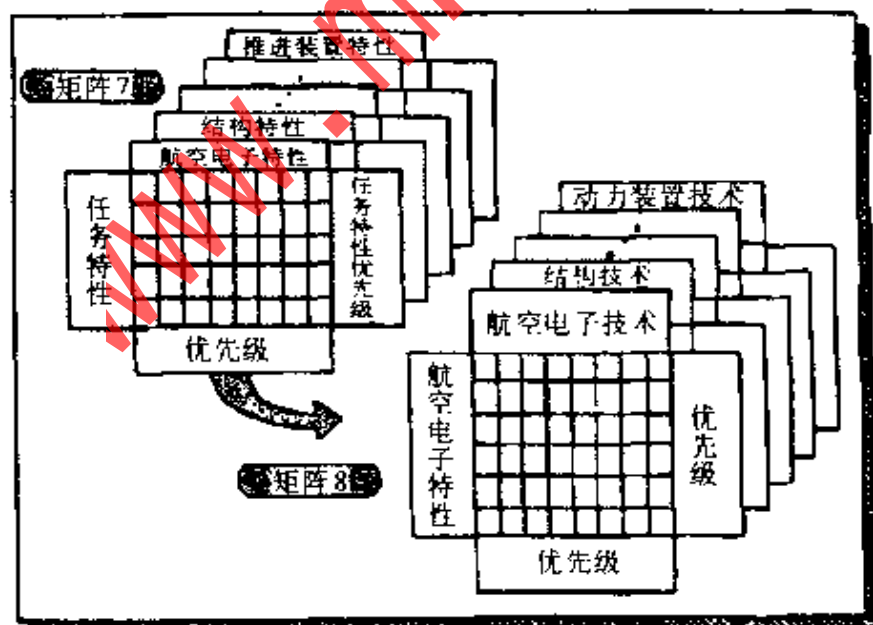 推进装置特性
矩阵7
结构特性
航空电子特性
任务特性
任务特性优先级
优先级
矩阵8
动力装置技术
结构技术
航空电子技术
航空电子特性
优先级
优先级
www.m